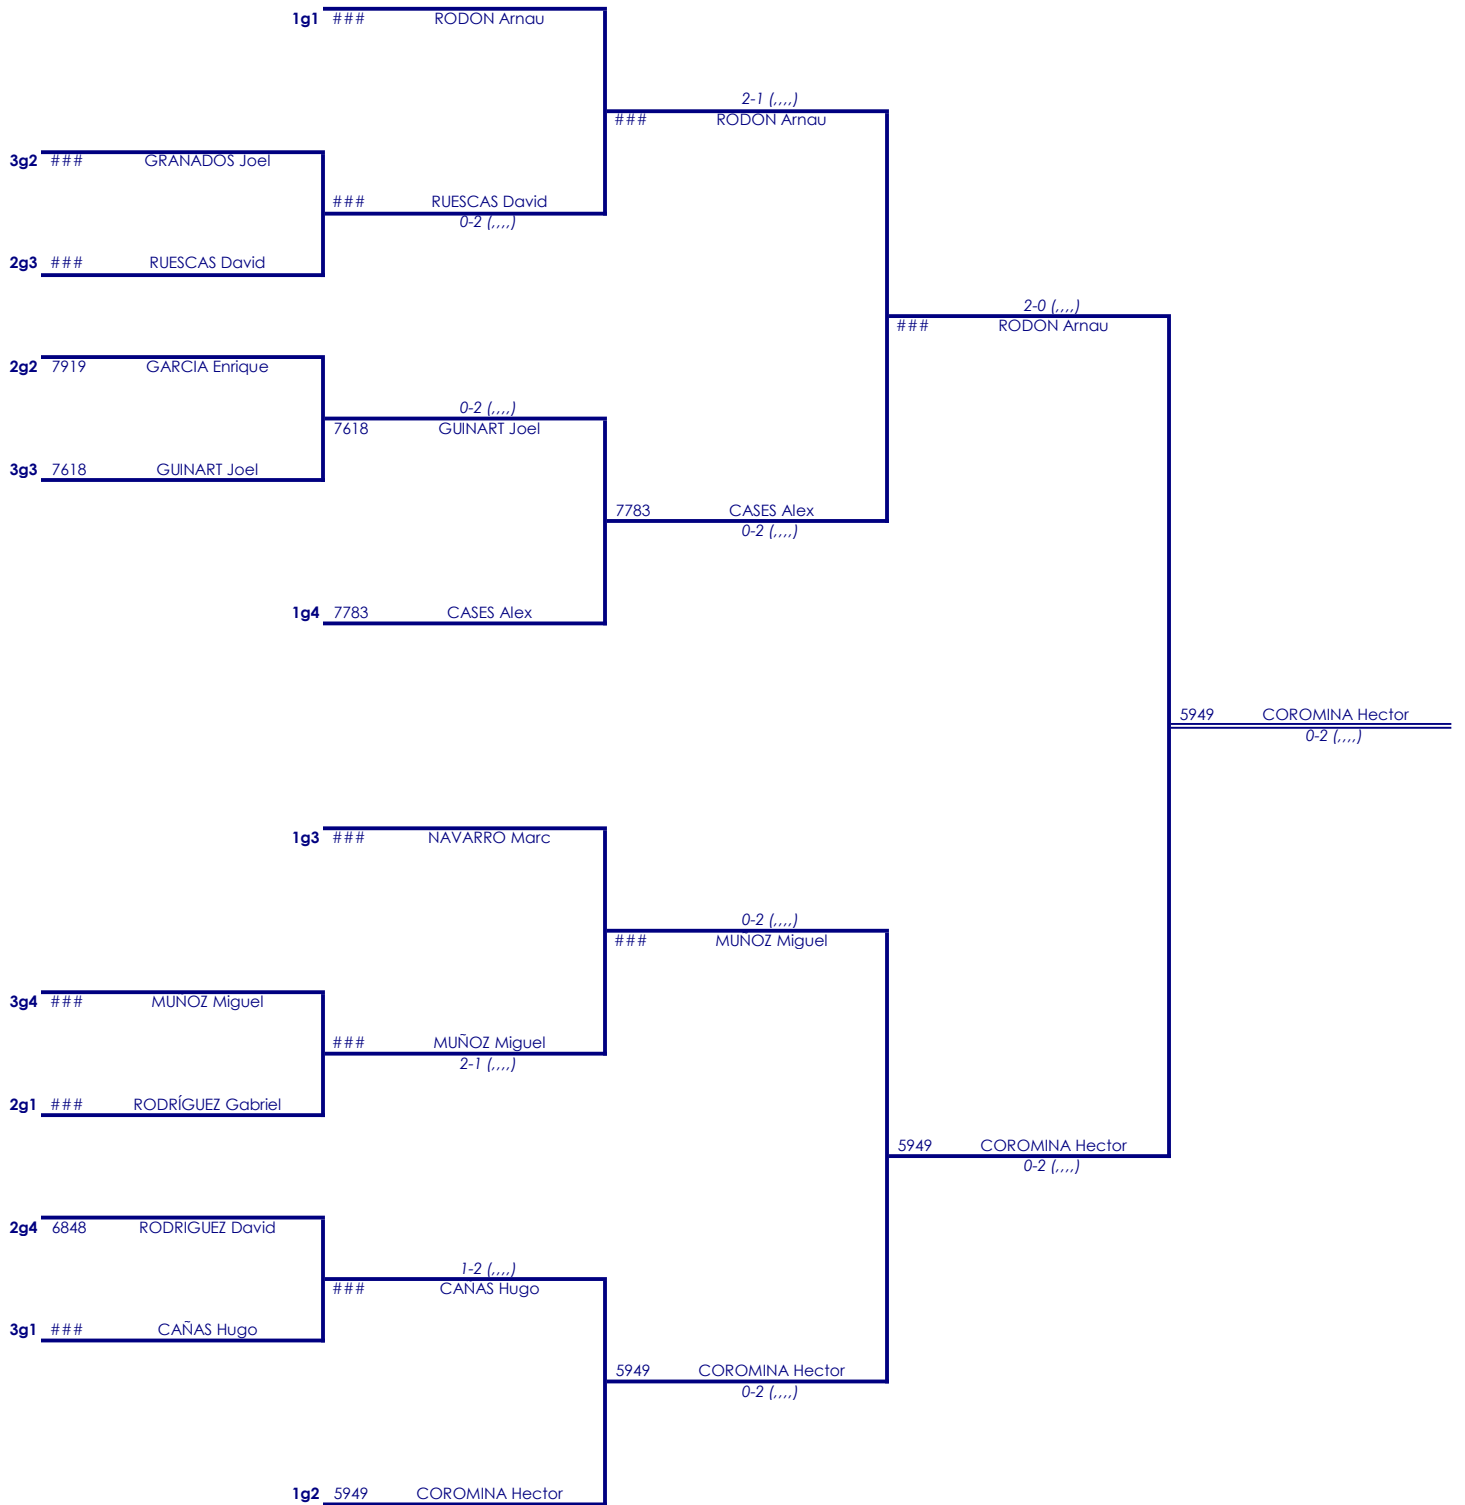 1g1 ### RODON Arnau
2-1 (,,,,)
### RODON Arnau
3g2 ### GRANADOS Joel
### RUESCAS David
0-2 (,,,,)
2g3 ### RUESCAS David
2-0 (,,,,)
### RODON Arnau
2g2 7919 GARCIA Enrique
0-2 (,,,,)
7618 GUINART Joel
3g3 7618 GUINART Joel
7783 CASES Alex
0-2 (,,,,)
1g4 7783 CASES Alex
5949 COROMINA Hector
0-2 (,,,,)
1g3 ### NAVARRO Marc
0-2 (,,,,)
### MUÑOZ Miguel
3g4 ### MUÑOZ Miguel
### MUÑOZ Miguel
2-1 (,,,,)
2g1 ### RODRÍGUEZ Gabriel
5949 COROMINA Hector
0-2 (,,,,)
2g4 6848 RODRIGUEZ David
1-2 (,,,,)
### CAÑAS Hugo
3g1 ### CAÑAS Hugo
5949 COROMINA Hector
0-2 (,,,,)
1g2 5949 COROMINA Hector